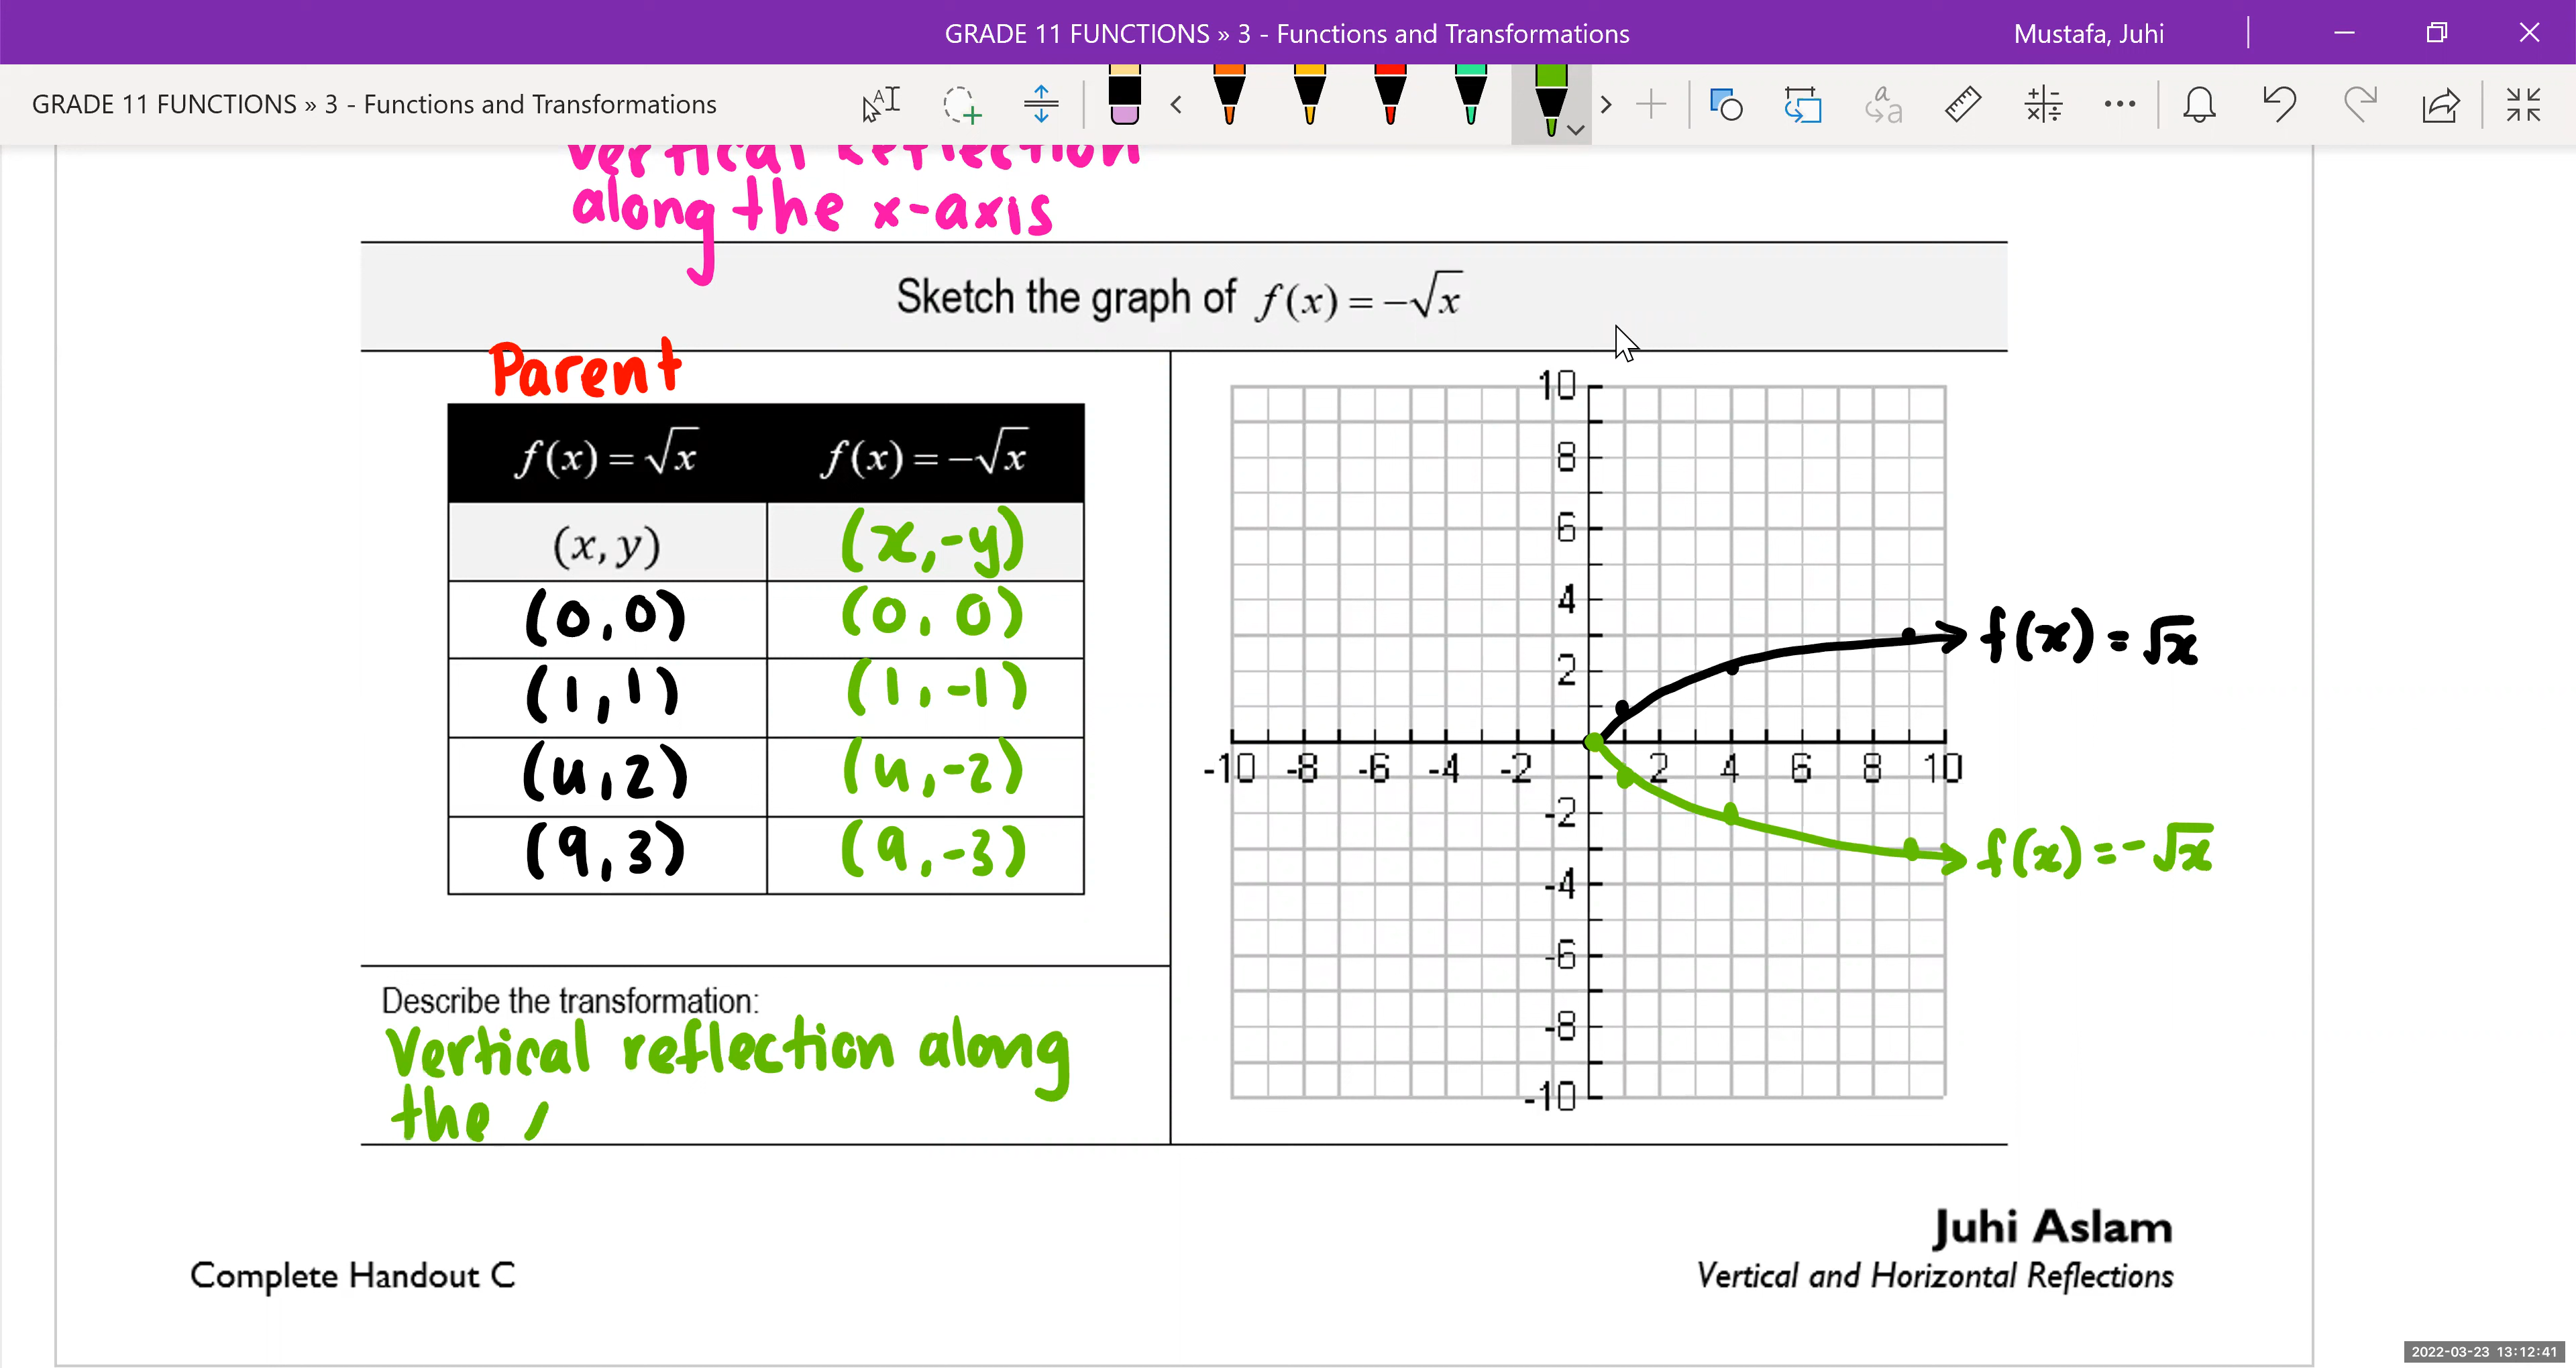 GRADE 11 FUNCTIONS » 3 - Functions and Transformations
Mustafa, Juhi
GRADE 11 FUNCTIONS » 3 - Functions and Transformations
Vertical Reflection
along the x-axis
Sketch the graph of f(x) = -√x
Parent
f(x) = √x f(x) = -√x
(x, y) (x, -y)
(0, 0) (0, 0)
(1, 1) (1, -1)
(4, 2) (4, -2)
(9, 3) (9, -3)
10
8
6
4
2
-10 -8 -6 -4 -2 2 4 6 8 10
-2
-4
-6
-8
-10
f(x) = √x
f(x) = -√x
Describe the transformation:
Vertical reflection along
the
Juhi Aslam
Complete Handout C
Vertical and Horizontal Reflections
2022-03-23 13:12:41